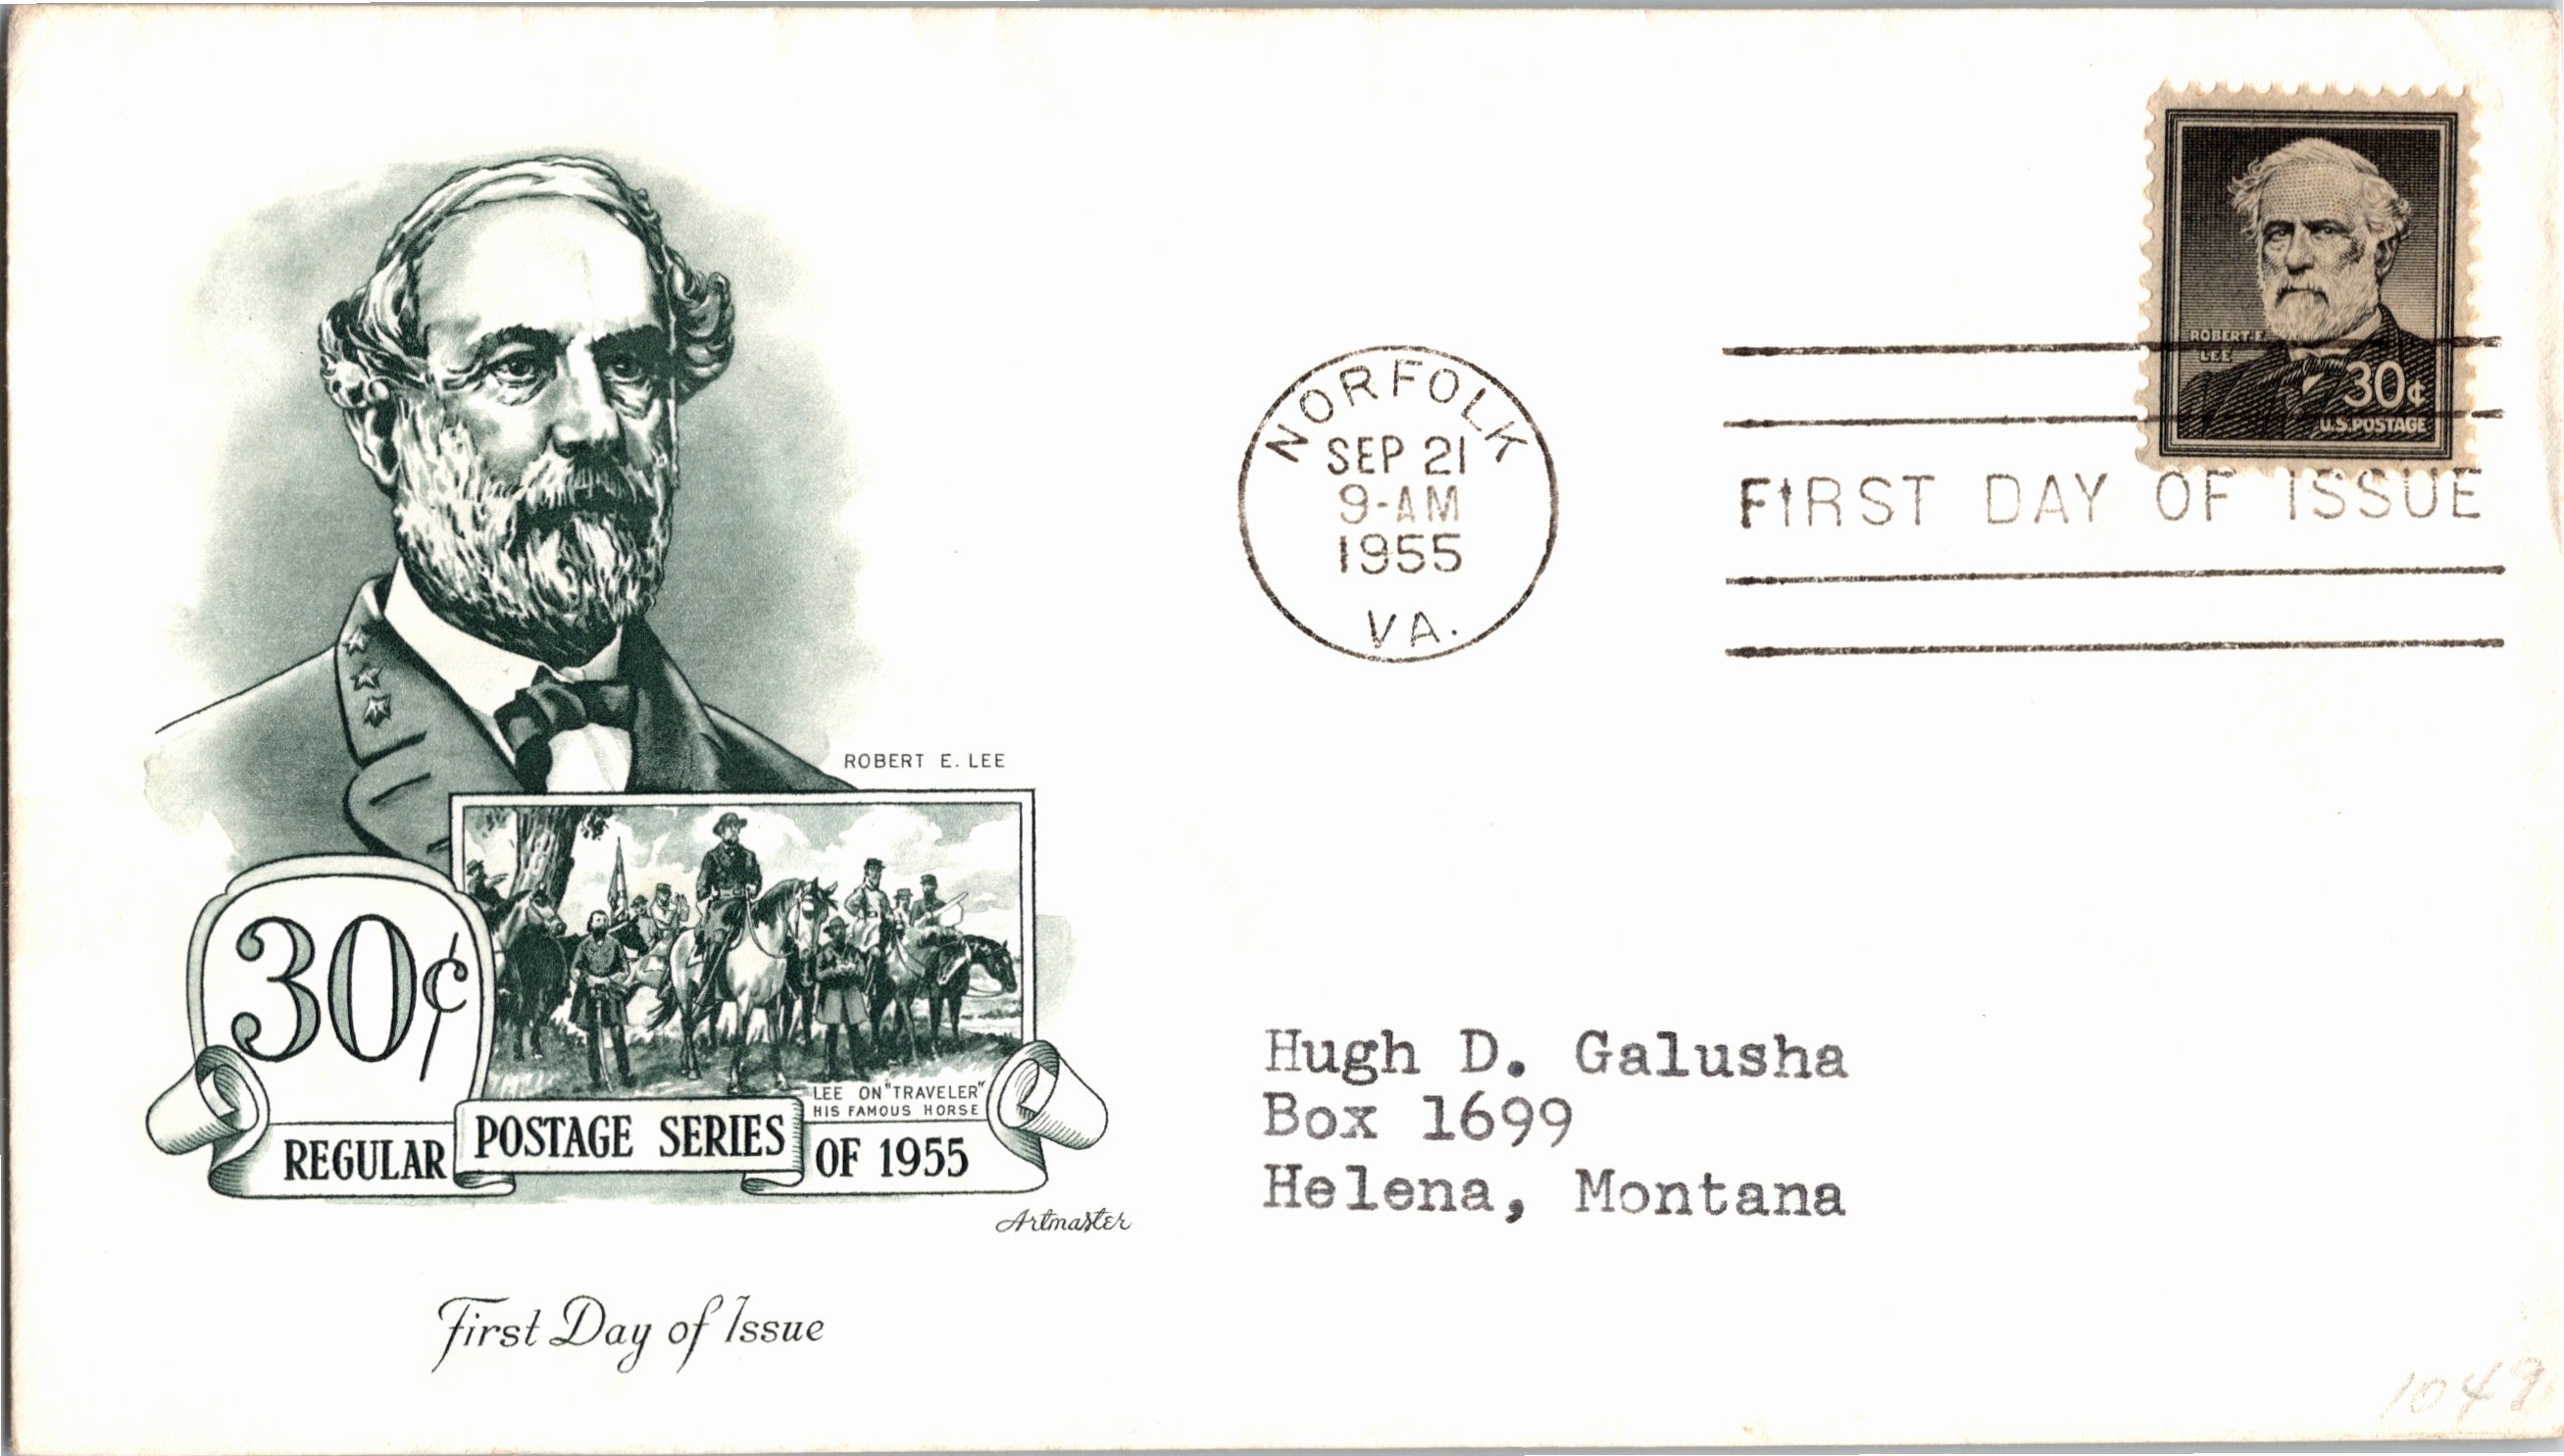 ROBERT E. LEE
30¢
LEE ON "TRAVELER"
HIS FAMOUS HORSE
REGULAR POSTAGE SERIES OF 1955
Artmaster
First Day of Issue
NORFOLK
SEP 21
9-AM
1955
VA.
ROBERT E.
LEE
30¢
U.S. POSTAGE
FIRST DAY OF ISSUE
Hugh D. Galusha
Box 1699
Helena, Montana
1049